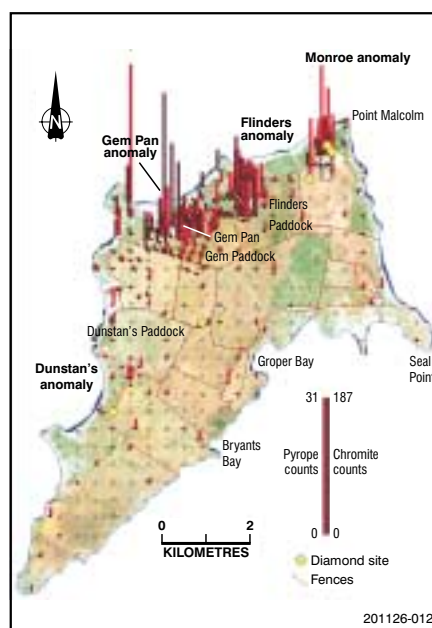 Monroe anomaly
Point Malcolm
Flinders
anomaly
Gem Pan
anomaly
Flinders
Paddock
Gem Pan
Gem Paddock
Dunstan's Paddock
Dunstan's
anomaly
Groper Bay
Seal
Point
Bryants
Bay
31 187
Pyrope Chromite
counts counts
0 0
0 2
KILOMETRES
Diamond site
Fences
201126-012